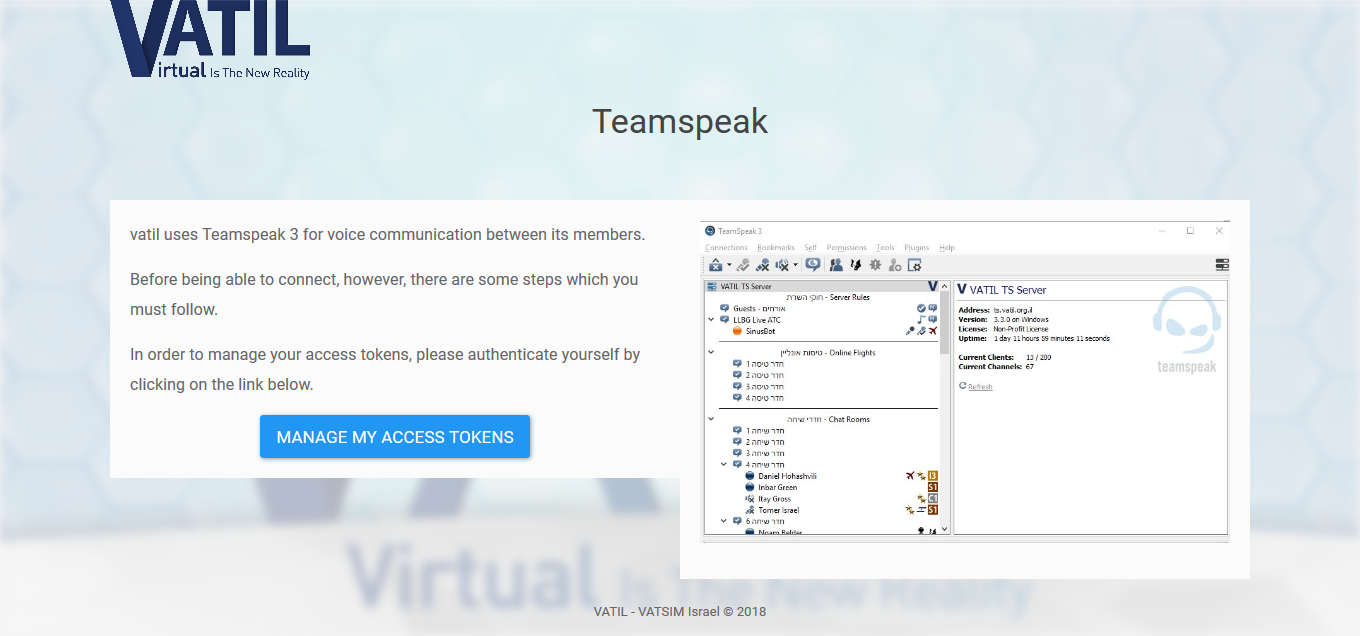 VATIL
Virtual Is The New Reality
Teamspeak
vatil uses Teamspeak 3 for voice communication between its members.
Before being able to connect, however, there are some steps which you
must follow.
In order to manage your access tokens, please authenticate yourself by
clicking on the link below.
MANAGE MY ACCESS TOKENS
TeamSpeak 3
Connections Bookmarks Self Permissions Tools Plugins Help
VATIL TS Server
חוקי השרת - Server Rules
Guests - אורחים
LLBG Live ATC
SinusBot
טיסות אונליין - Online Flights
חדר טיסה 1
חדר טיסה 2
חדר טיסה 3
חדר טיסה 4
חדרי שיחה - Chat Rooms
חדר שיחה 1
חדר שיחה 2
חדר שיחה 3
חדר שיחה 4
Daniel Hohashvili I3
Inbar Green S1
Itay Gross C1
Tomer Israel S1
חדר שיחה 6
Noam Belder
V VATIL TS Server
Address: ts.vatil.org.il
Version: 3.3.0 on Windows
License: Non-Profit License
Uptime: 1 day 11 hours 59 minutes 11 seconds
Current Clients: 13 / 200
Current Channels: 67
Refresh
teamspeak
Virtual Is The New Reality
VATIL - VATSIM Israel © 2018